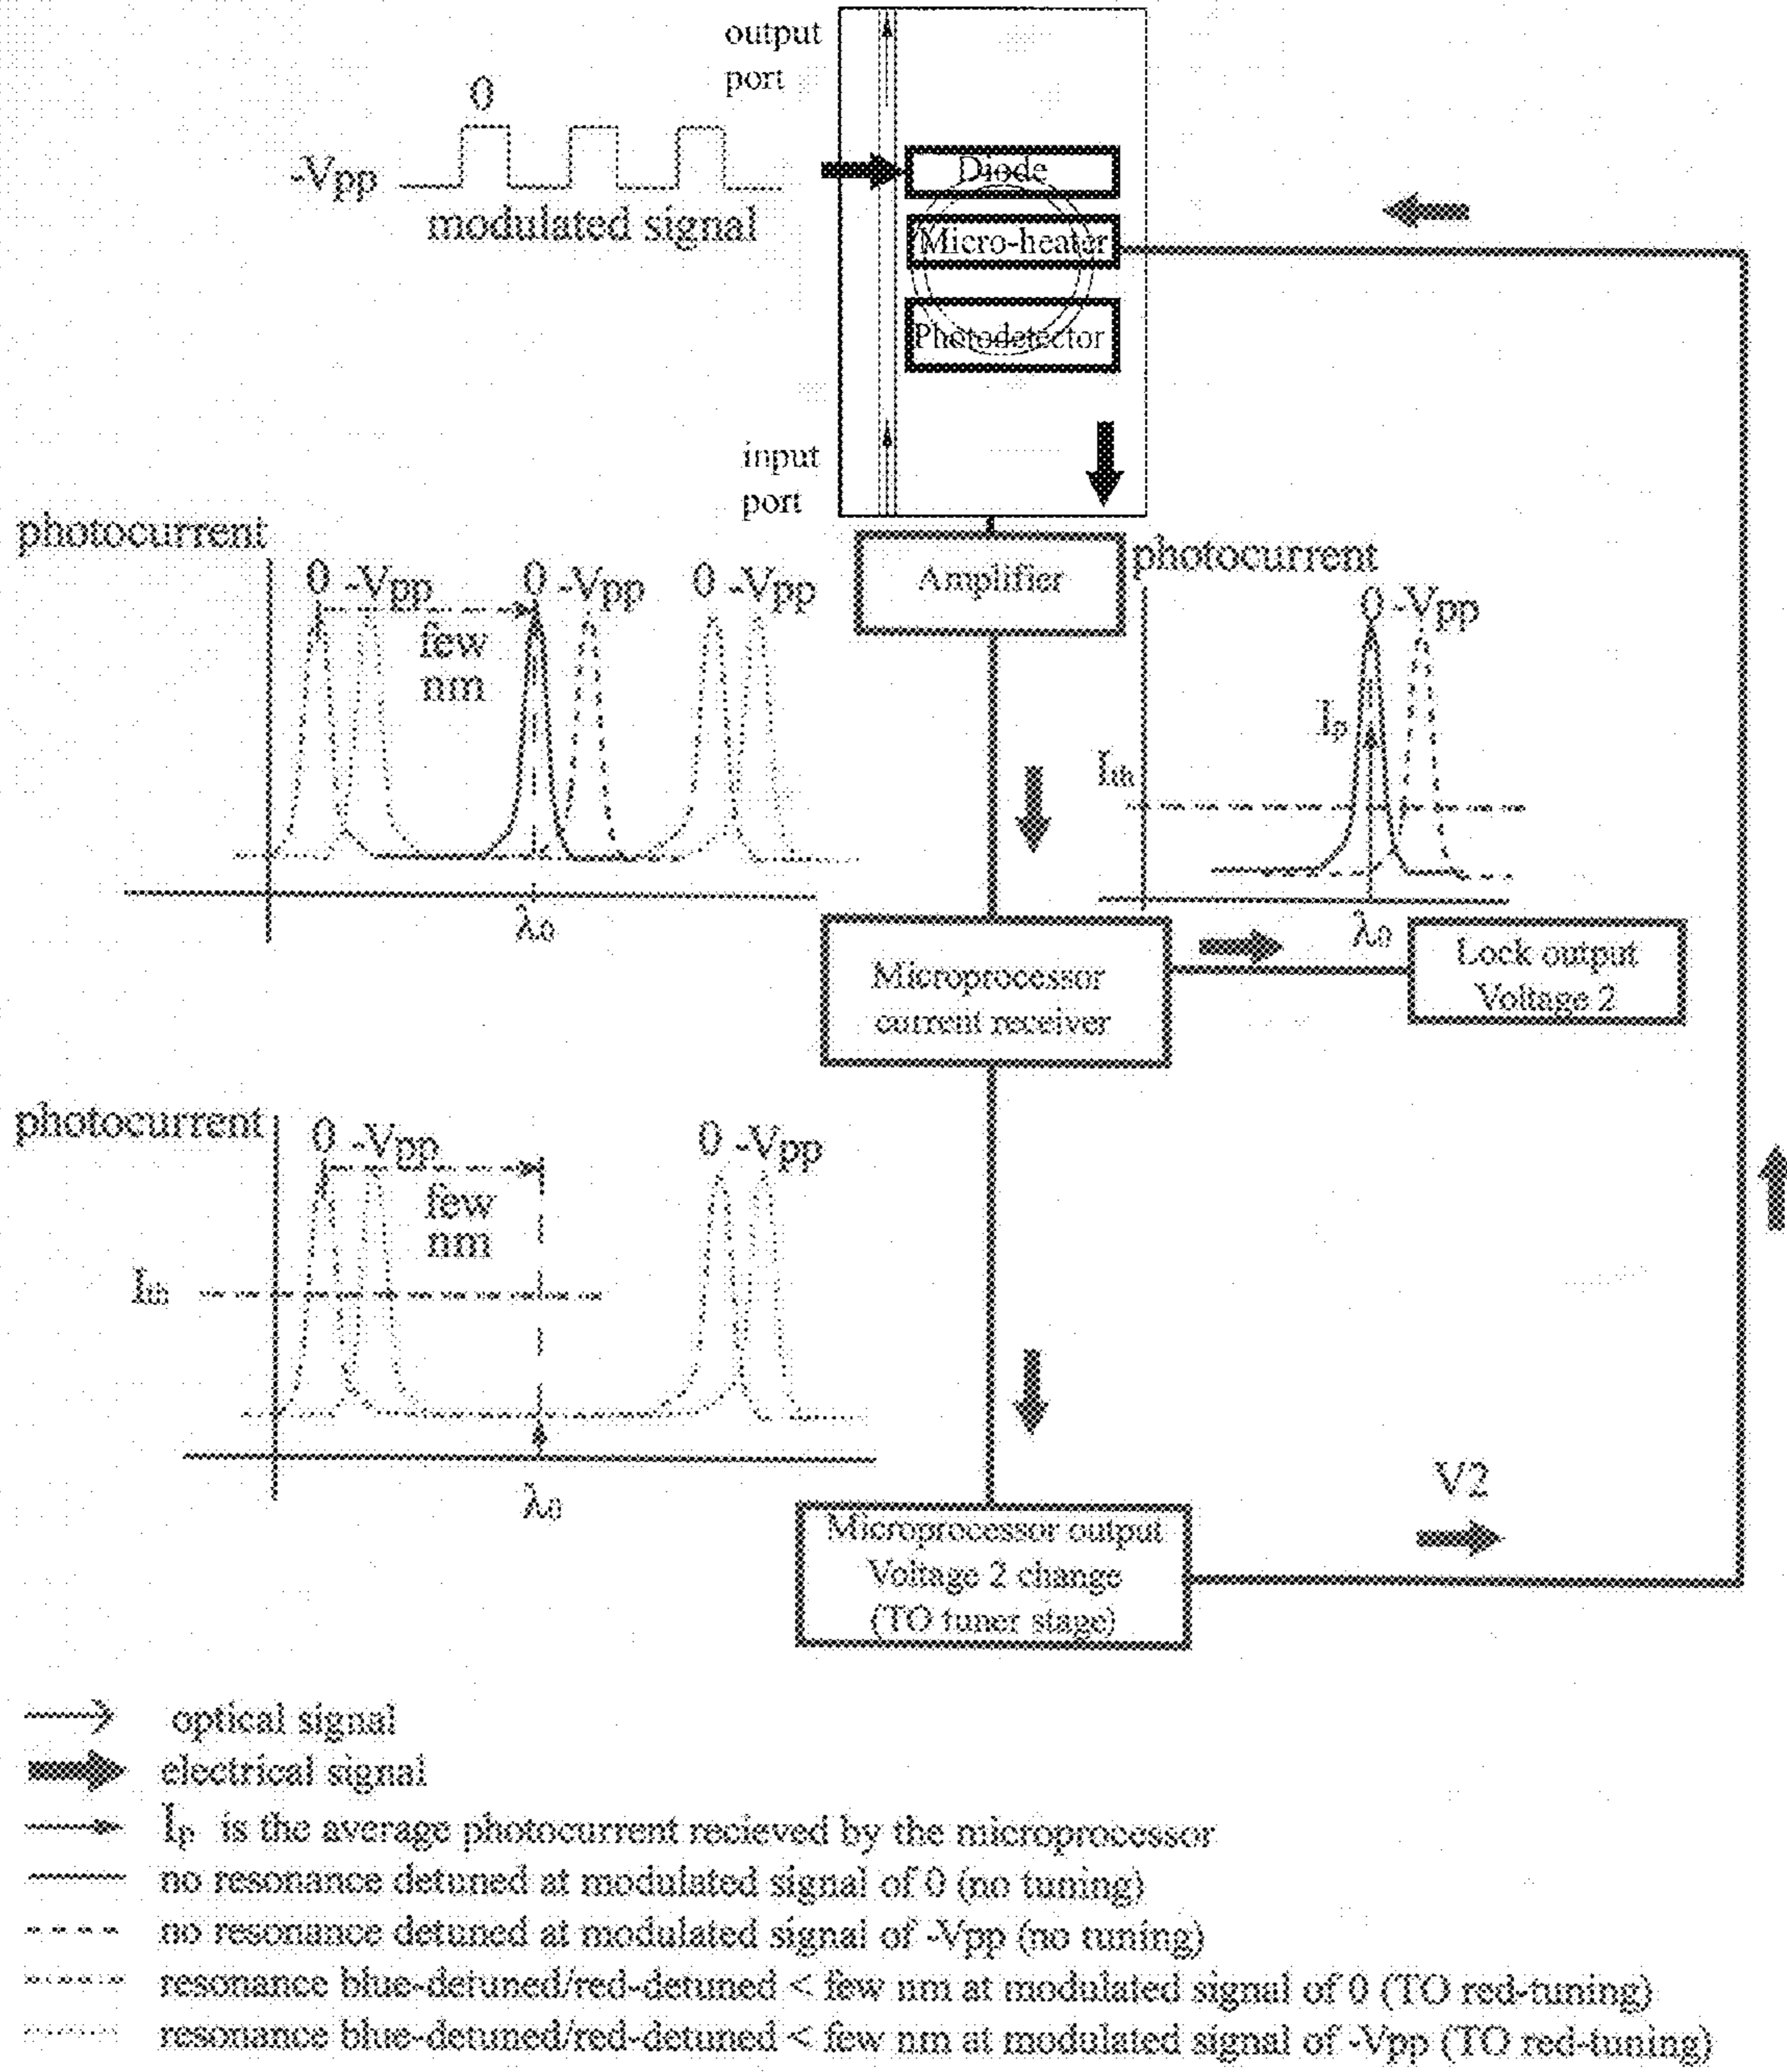 output
port
0
-Vpp
modulated signal
Diode
Micro-heater
Photodetector
input
port
photocurrent
0 -Vpp 0 -Vpp 0 -Vpp
few
nm
λ0
Amplifier
photocurrent
0 -Vpp
Ip
Ith
λ0
Microprocessor
current receiver
Lock output
Voltage 2
photocurrent
0 -Vpp 0 -Vpp
few
nm
Ith
λ0
V2
Microprocessor output
Voltage 2 change
(TO tuner stage)
optical signal
electrical signal
Ip is the average photocurrent recieved by the microprocessor
no resonance detuned at modulated signal of 0 (no tuning)
no resonance detuned at modulated signal of -Vpp (no tuning)
resonance blue-detuned/red-detuned < few nm at modulated signal of 0 (TO red-tuning)
resonance blue-detuned/red-detuned < few nm at modulated signal of -Vpp (TO red-tuning)